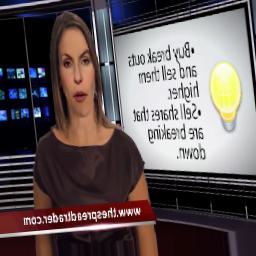 •Buy break outs
and sell them
higher.
•Sell shares that
are breaking
down.
www.thespreadtrader.com